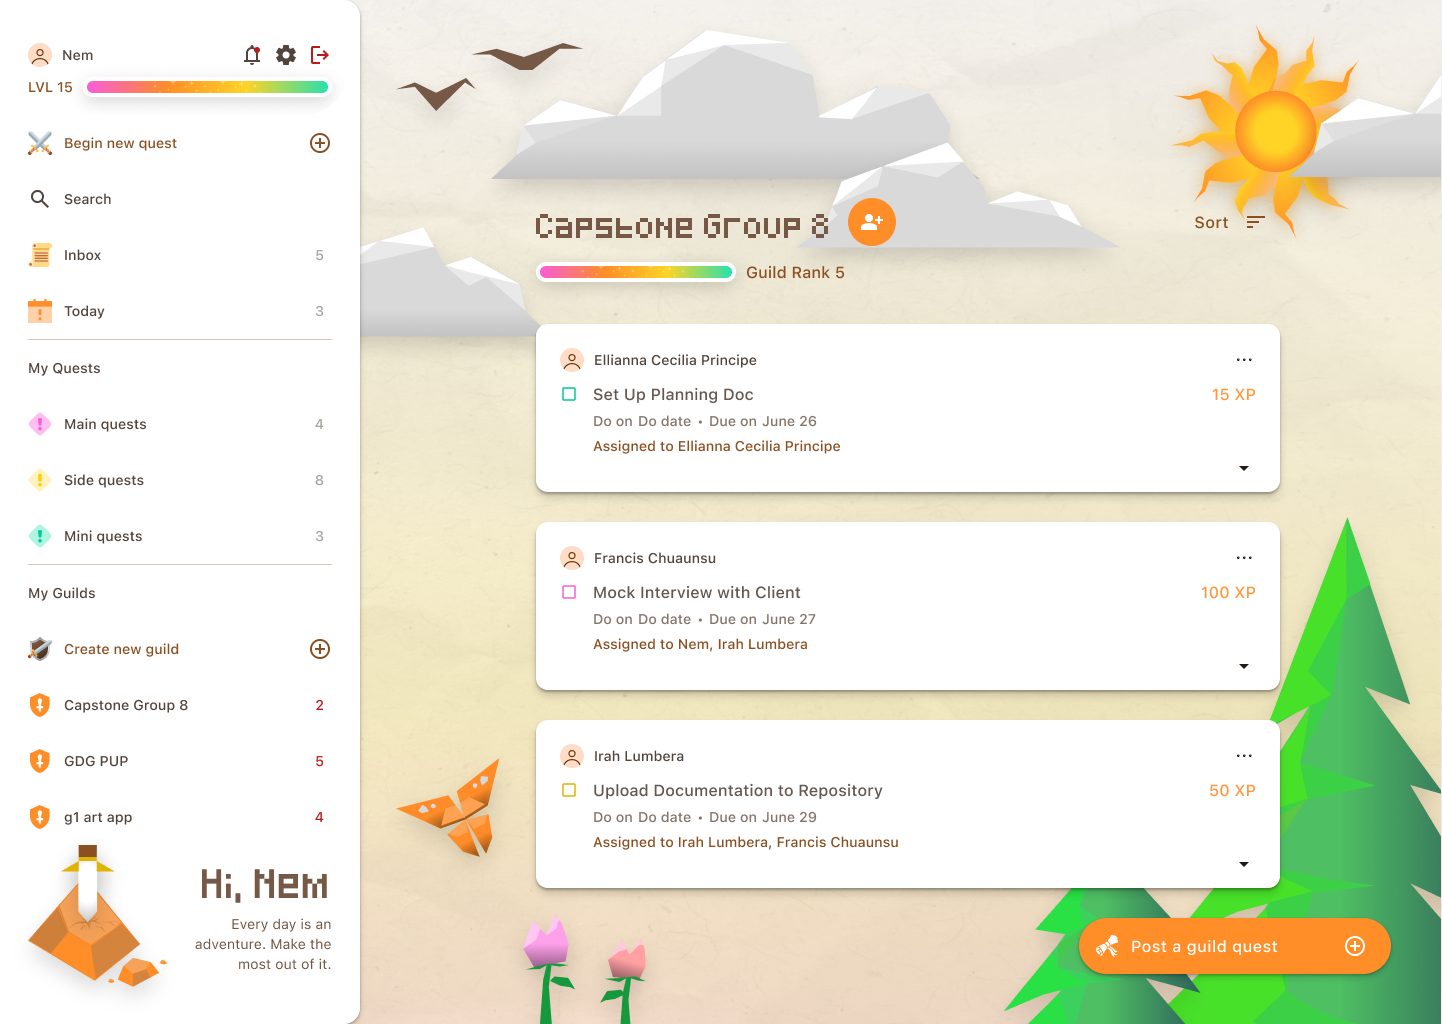 Nem
LVL 15
Begin new quest
Search
Inbox 5
Today 3
My Quests
Main quests 4
Side quests 8
Mini quests 3
My Guilds
Create new guild
Capstone Group 8 2
GDG PUP 5
g1 art app 4
Hi, Nem
Every day is an
adventure. Make the
most out of it.
Capstone Group 8
Sort
Guild Rank 5
Ellianna Cecilia Principe
Set Up Planning Doc 15 XP
Do on Do date • Due on June 26
Assigned to Ellianna Cecilia Principe
Francis Chuaunsu
Mock Interview with Client 100 XP
Do on Do date • Due on June 27
Assigned to Nem, Irah Lumbera
Irah Lumbera
Upload Documentation to Repository 50 XP
Do on Do date • Due on June 29
Assigned to Irah Lumbera, Francis Chuaunsu
Post a guild quest